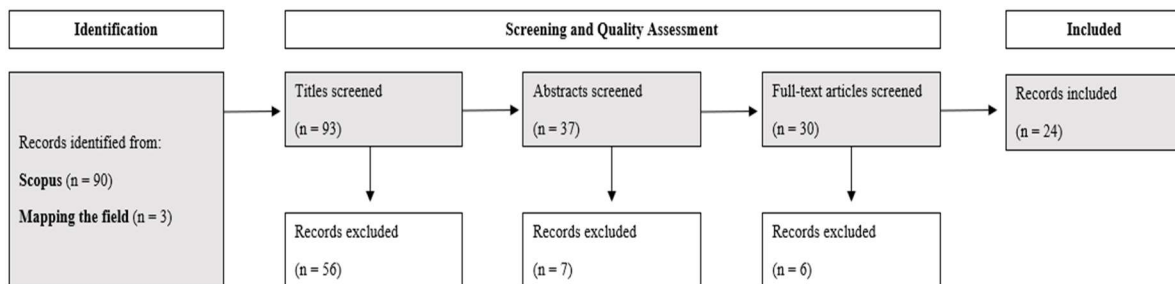 Identification
Screening and Quality Assessment
Included
Records identified from:
Scopus (n = 90)
Mapping the field (n = 3)
Titles screened
(n = 93)
Records excluded
(n = 56)
Abstracts screened
(n = 37)
Records excluded
(n = 7)
Full-text articles screened
(n = 30)
Records excluded
(n = 6)
Records included
(n = 24)